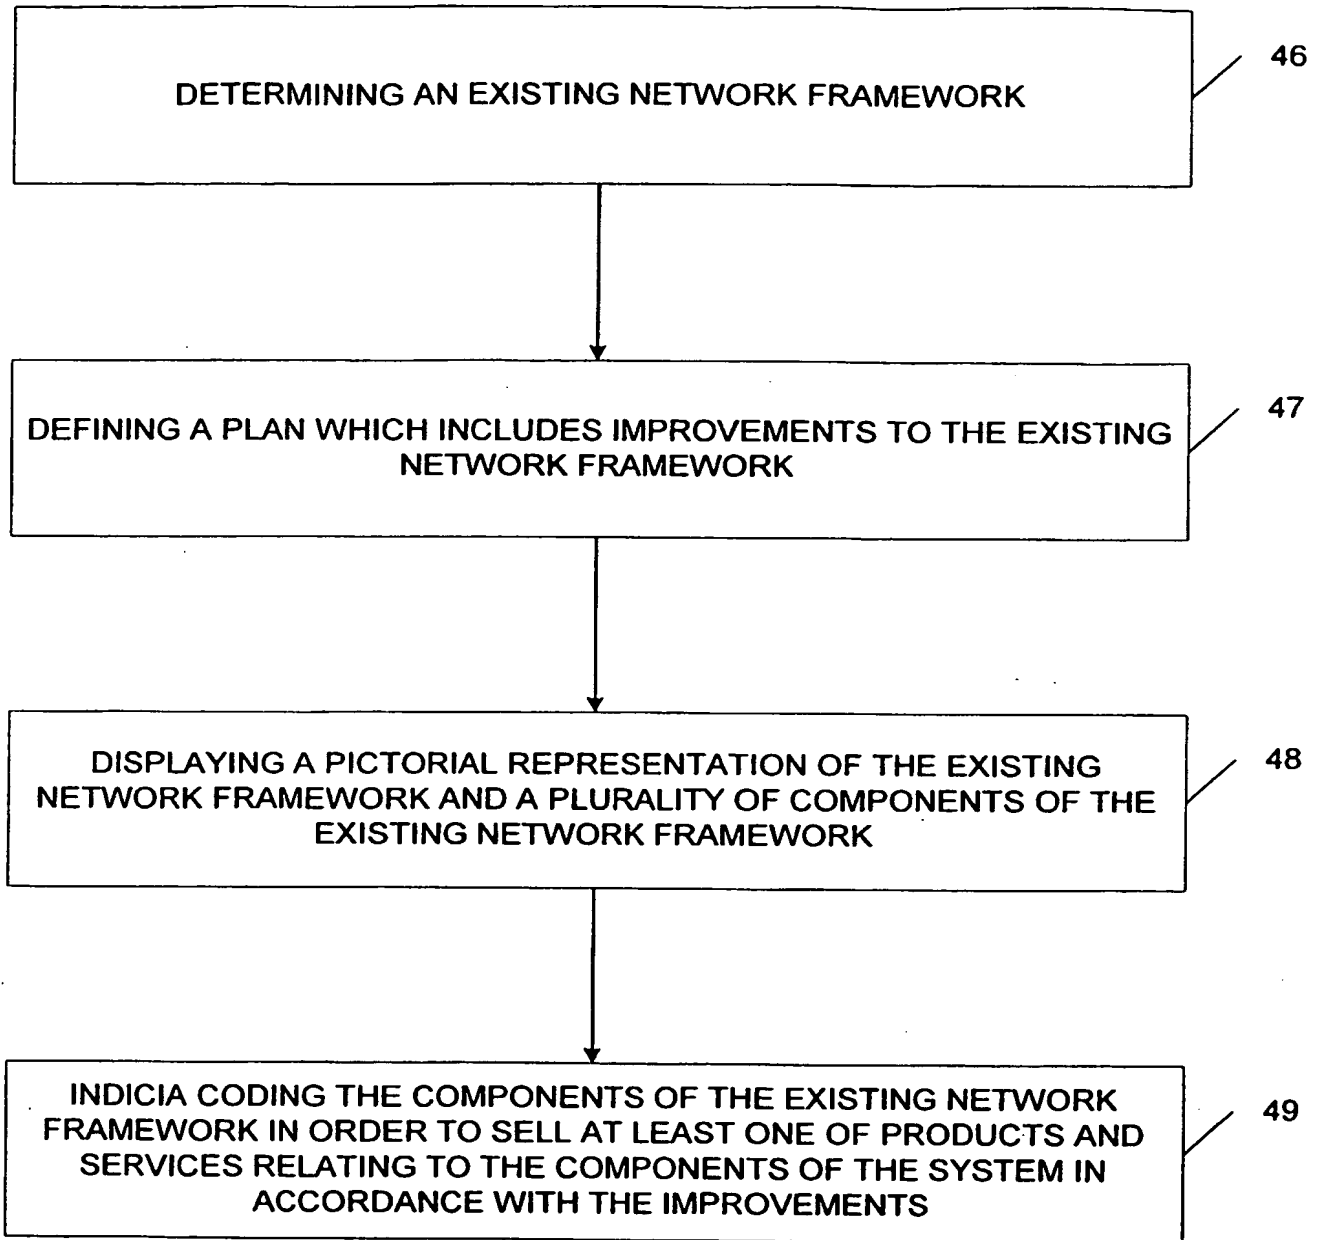 DETERMINING AN EXISTING NETWORK FRAMEWORK
46
DEFINING A PLAN WHICH INCLUDES IMPROVEMENTS TO THE EXISTING
NETWORK FRAMEWORK
47
DISPLAYING A PICTORIAL REPRESENTATION OF THE EXISTING
NETWORK FRAMEWORK AND A PLURALITY OF COMPONENTS OF THE
EXISTING NETWORK FRAMEWORK
48
INDICIA CODING THE COMPONENTS OF THE EXISTING NETWORK
FRAMEWORK IN ORDER TO SELL AT LEAST ONE OF PRODUCTS AND
SERVICES RELATING TO THE COMPONENTS OF THE SYSTEM IN
ACCORDANCE WITH THE IMPROVEMENTS
49